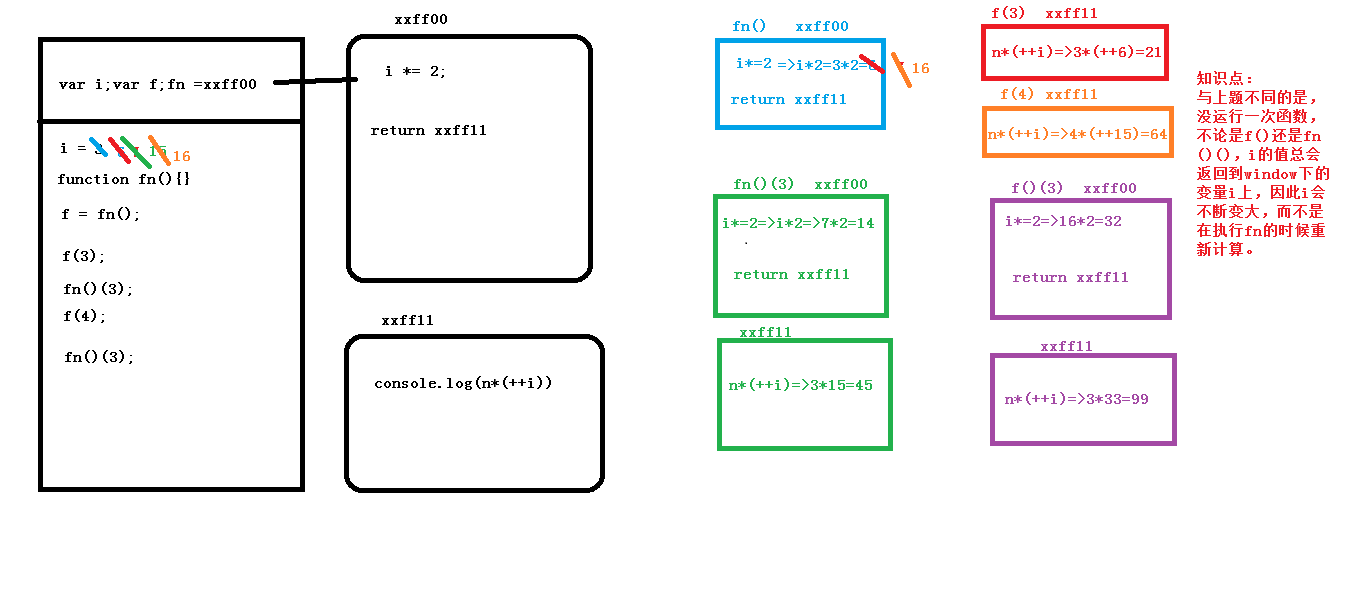 xxff00
var i;var f;fn =xxff00
i *= 2;
return xxff11
i = 3 15 16
function fn(){}
f = fn();
f(3);
fn()(3);
f(4);
fn()(3);
xxff11
console.log(n*(++i))
fn() xxff00
i*=2 =>i*2=3*2=6 16
return xxff11
f(3) xxff11
n*(++i)=>3*(++6)=21
f(4) xxff11
n*(++i)=>4*(++15)=64
fn()(3) xxff00
i*=2=>i*2=>7*2=14
return xxff11
xxff11
n*(++i)=>3*15=45
f()(3) xxff00
i*=2=>16*2=32
return xxff11
xxff11
n*(++i)=>3*33=99
知识点：
与上题不同的是，
没运行一次函数，
不论是f()还是fn
()()，i的值总会
返回到window下的
变量i上，因此i会
不断变大，而不是
在执行fn的时候重
新计算。